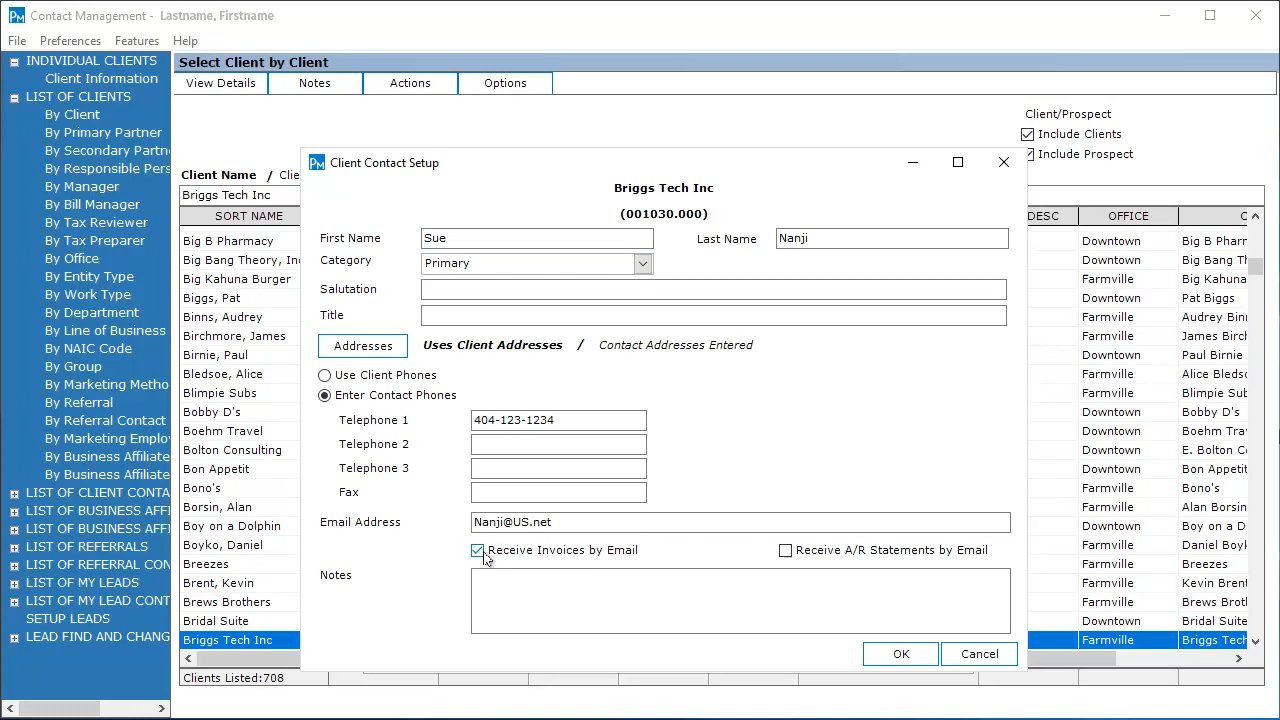 PM Contact Management - Lastname, Firstname
File Preferences Features Help
INDIVIDUAL CLIENTS
Client Information
LIST OF CLIENTS
By Client
By Primary Partner
By Secondary Partn
By Responsible Pers
By Manager
By Bill Manager
By Tax Reviewer
By Tax Preparer
By Office
By Entity Type
By Work Type
By Department
By Line of Business
By NAIC Code
By Group
By Marketing Metho
By Referral
By Referral Contact
By Marketing Emplo
By Business Affiliate
By Business Affiliate
LIST OF CLIENT CONTA
LIST OF BUSINESS AFFI
LIST OF BUSINESS AFFI
LIST OF REFERRALS
LIST OF REFERRAL CON
LIST OF MY LEADS
LIST OF MY LEAD CONT
SETUP LEADS
LEAD FIND AND CHANG
Select Client by Client
View Details Notes Actions Options
Client/Prospect
Include Clients
Include Prospect
Client Name / Clie
Briggs Tech Inc
SORT NAME DESC OFFICE C
Big B Pharmacy Downtown Big B Pharr
Big Bang Theory, In Downtown Big Bang Th
Big Kahuna Burger Farmville Big Kahuna
Biggs, Pat Downtown Pat Biggs
Binns, Audrey Farmville Audrey Binn
Birchmore, James Farmville James Birch
Birnie, Paul Downtown Paul Birnie
Bledsoe, Alice Farmville Alice Bledso
Blimpie Subs Farmville Blimpie Sub
Bobby D's Downtown Bobby D's
Boehm Travel Farmville Boehm Trav
Bolton Consulting Downtown E. Bolton C
Bon Appetit Downtown Bon Appetit
Bono's Farmville Bono's
Borsin, Alan Farmville Alan Borsin
Boy on a Dolphin Downtown Boy on a Do
Boyko, Daniel Farmville Daniel Boyk
Breezes Farmville Breezes
Brent, Kevin Farmville Kevin Brent
Brews Brothers Farmville Brews Broth
Bridal Suite Downtown Bridal Suite
Briggs Tech Inc Farmville Briggs Tech
Clients Listed:708
PM Client Contact Setup
Briggs Tech Inc
(001030.000)
First Name Sue Last Name Nanji
Category Primary
Salutation
Title
Addresses Uses Client Addresses / Contact Addresses Entered
Use Client Phones
Enter Contact Phones
Telephone 1 404-123-1234
Telephone 2
Telephone 3
Fax
Email Address Nanji@US.net
Receive Invoices by Email Receive A/R Statements by Email
Notes
OK Cancel